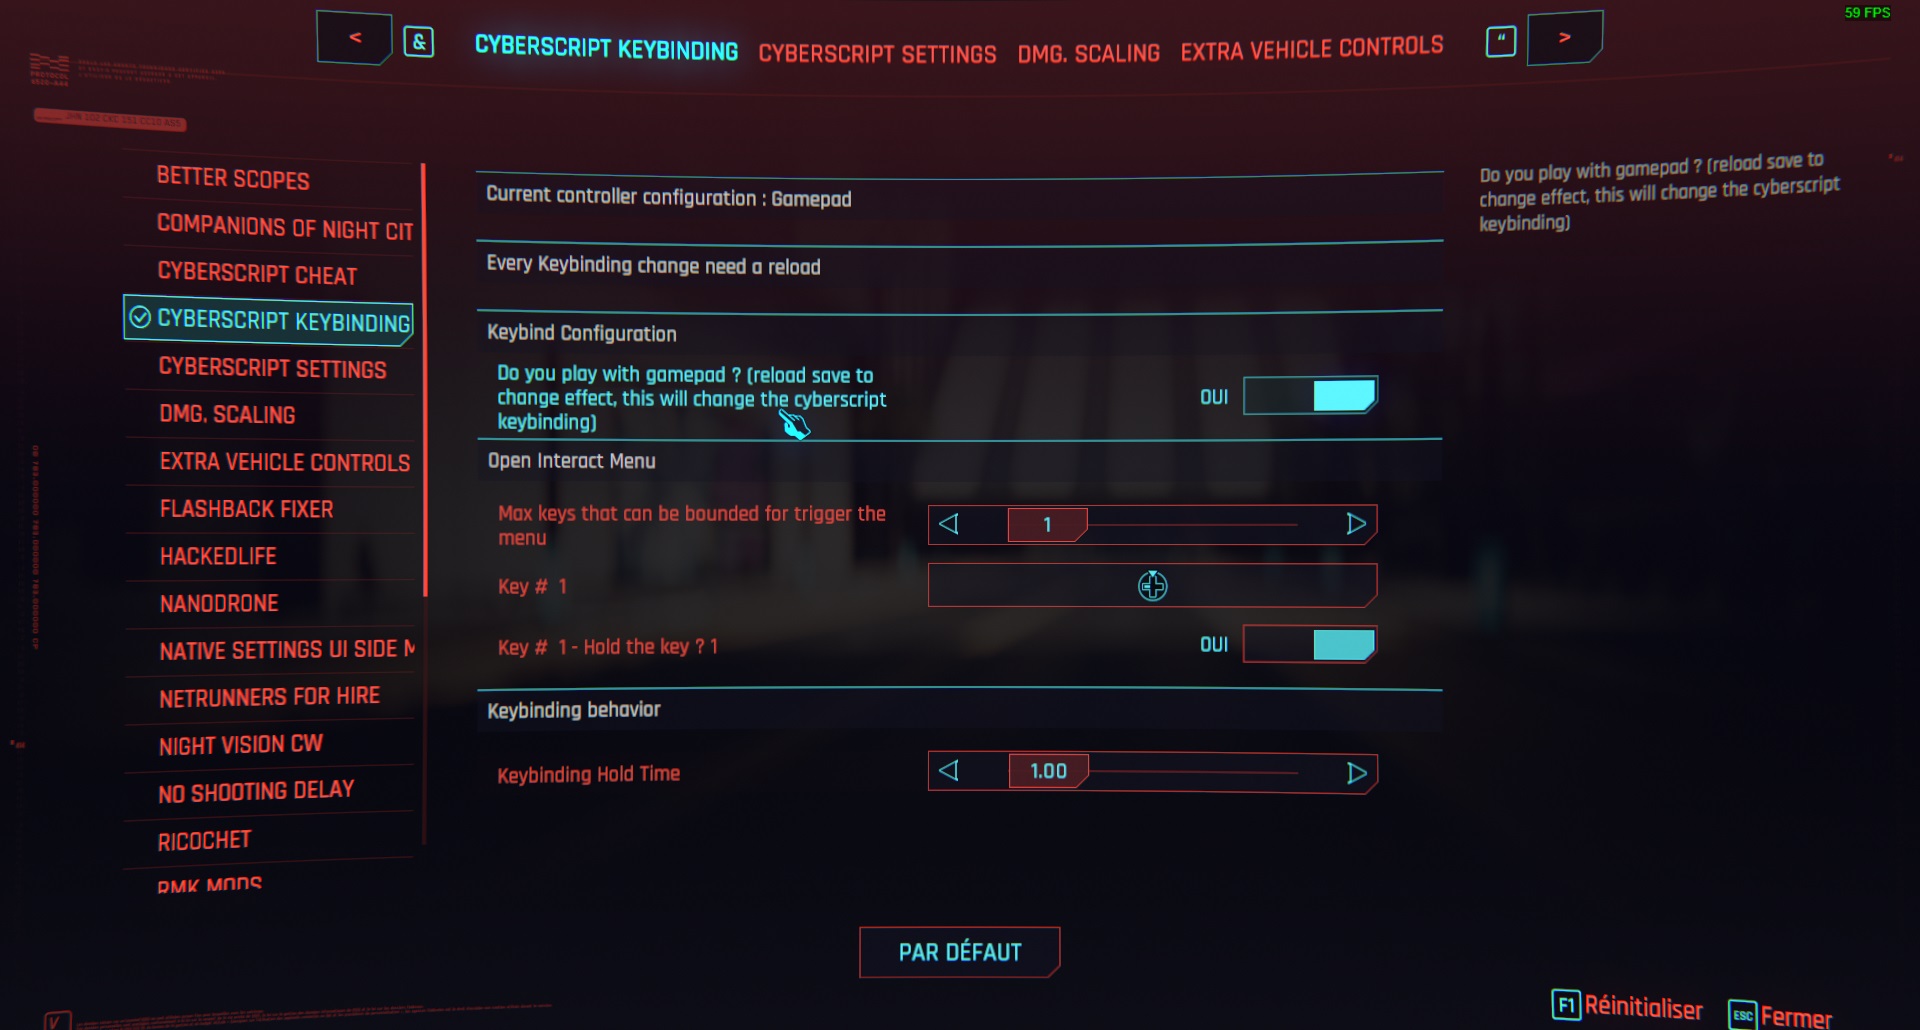 59 FPS
<
&
CYBERSCRIPT KEYBINDING
CYBERSCRIPT SETTINGS
DMG. SCALING
EXTRA VEHICLE CONTROLS
“
>
BETTER SCOPES
COMPANIONS OF NIGHT CIT
CYBERSCRIPT CHEAT
CYBERSCRIPT KEYBINDING
CYBERSCRIPT SETTINGS
DMG. SCALING
EXTRA VEHICLE CONTROLS
FLASHBACK FIXER
HACKEDLIFE
NANODRONE
NATIVE SETTINGS UI SIDE M
NETRUNNERS FOR HIRE
NIGHT VISION CW
NO SHOOTING DELAY
RICOCHET
RMK MODS
Current controller configuration : Gamepad
Every Keybinding change need a reload
Keybind Configuration
Do you play with gamepad ? (reload save to
change effect, this will change the cyberscript
keybinding)
OUI
Open Interact Menu
Max keys that can be bounded for trigger the
menu
1
Key # 1
Key # 1 - Hold the key ? 1
OUI
Keybinding behavior
Keybinding Hold Time
1.00
Do you play with gamepad ? (reload save to
change effect, this will change the cyberscript
keybinding)
PAR DÉFAUT
F1 Réinitialiser
ESC Fermer